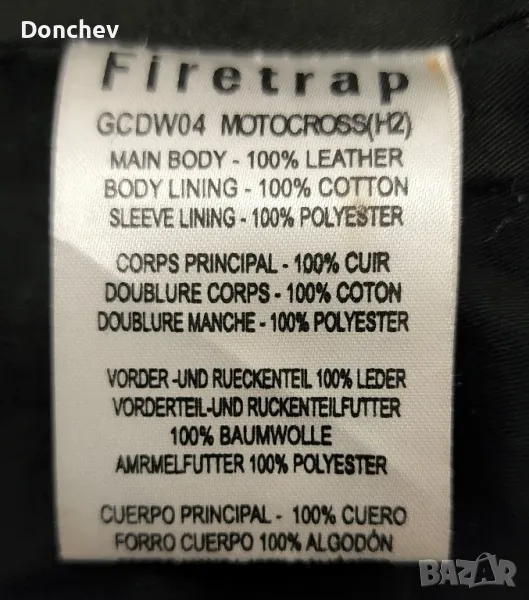 Donchev
Firetrap
GCDW04 MOTOCROSS(H2)
MAIN BODY - 100% LEATHER
BODY LINING - 100% COTTON
SLEEVE LINING - 100% POLYESTER
CORPS PRINCIPAL - 100% CUIR
DOUBLURE CORPS - 100% COTON
DOUBLURE MANCHE - 100% POLYESTER
VORDER -UND RUECKENTEIL 100% LEDER
VORDERTEIL-UND RUCKENTEILFUTTER
100% BAUMWOLLE
AMRMELFUTTER 100% POLYESTER
CUERPO PRINCIPAL - 100% CUERO
FORRO CUERPO 100% ALGODÓN
BAZAR